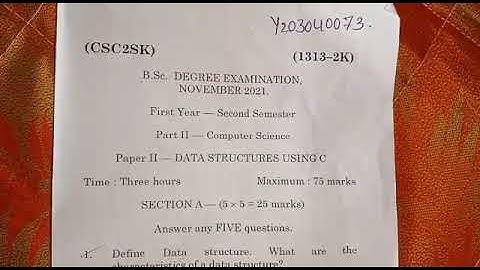 Y203040073.
(CSC2SK) (1313–2K)
B.Sc. DEGREE EXAMINATION,
NOVEMBER 2021.
First Year — Second Semester
Part II — Computer Science
Paper II — DATA STRUCTURES USING C
Time : Three hours Maximum : 75 marks
SECTION A — (5 × 5 = 25 marks)
Answer any FIVE questions.
1. Define Data structure. What are the
characteristics of a data structure?